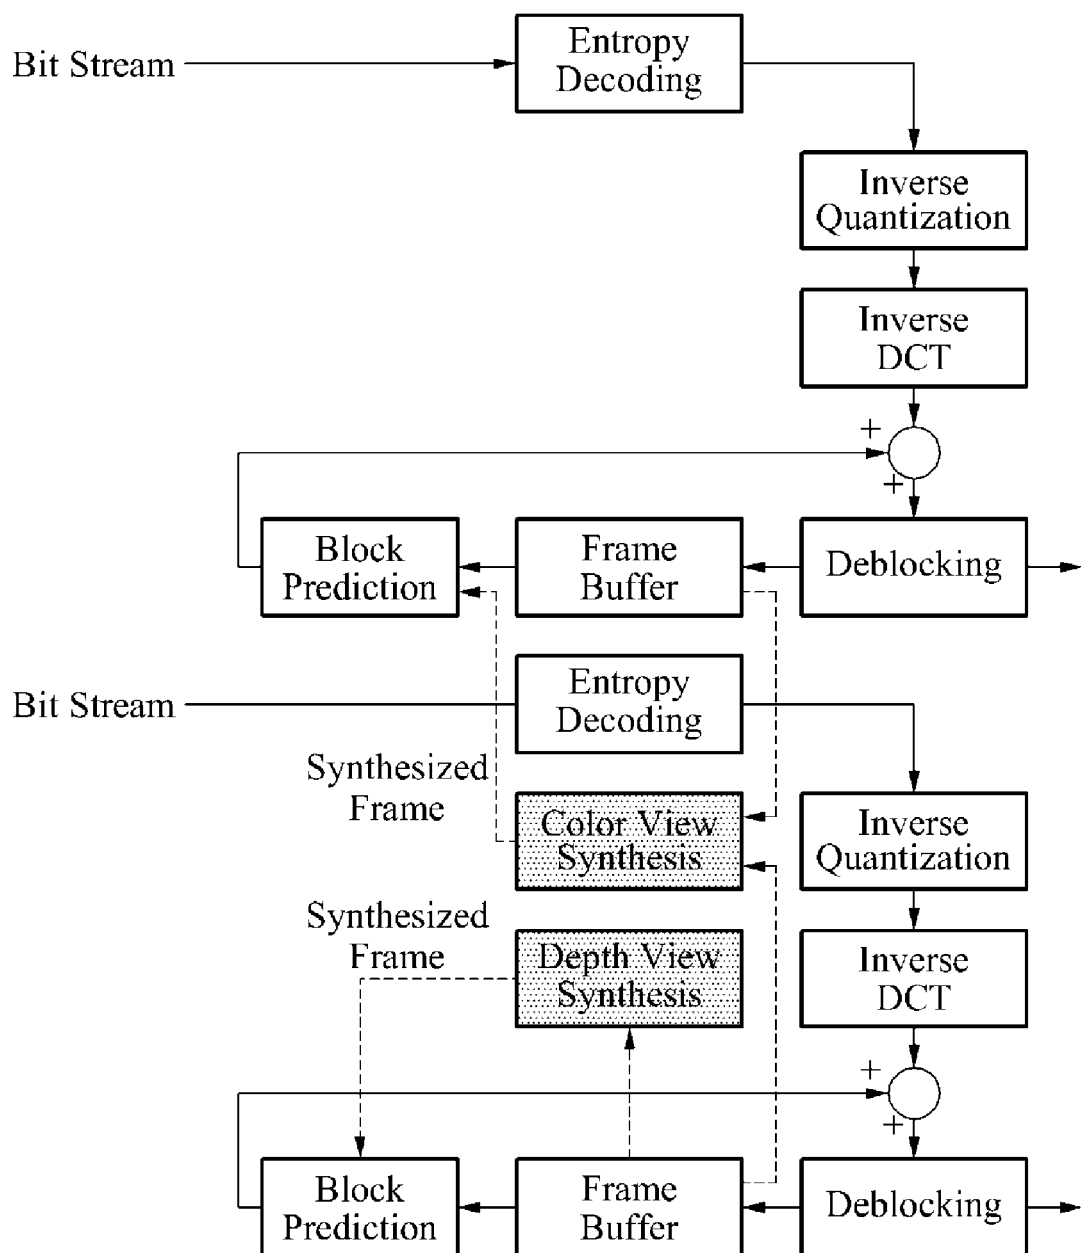 Bit Stream
Entropy
Decoding
Inverse
Quantization
Inverse
DCT
+
+
Block
Prediction
Frame
Buffer
Deblocking
Bit Stream
Entropy
Decoding
Synthesized
Frame
Color View
Synthesis
Inverse
Quantization
Synthesized
Frame
Depth View
Synthesis
Inverse
DCT
+
+
Block
Prediction
Frame
Buffer
Deblocking